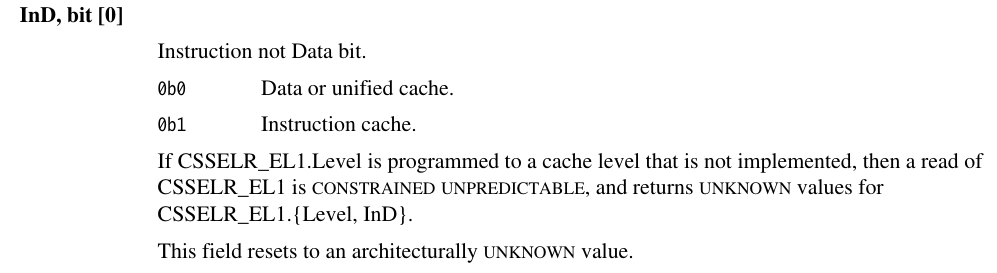 InD, bit [0]
Instruction not Data bit.
0b0 Data or unified cache.
0b1 Instruction cache.
If CSSELR_EL1.Level is programmed to a cache level that is not implemented, then a read of
CSSELR_EL1 is CONSTRAINED UNPREDICTABLE, and returns UNKNOWN values for
CSSELR_EL1.{Level, InD}.
This field resets to an architecturally UNKNOWN value.